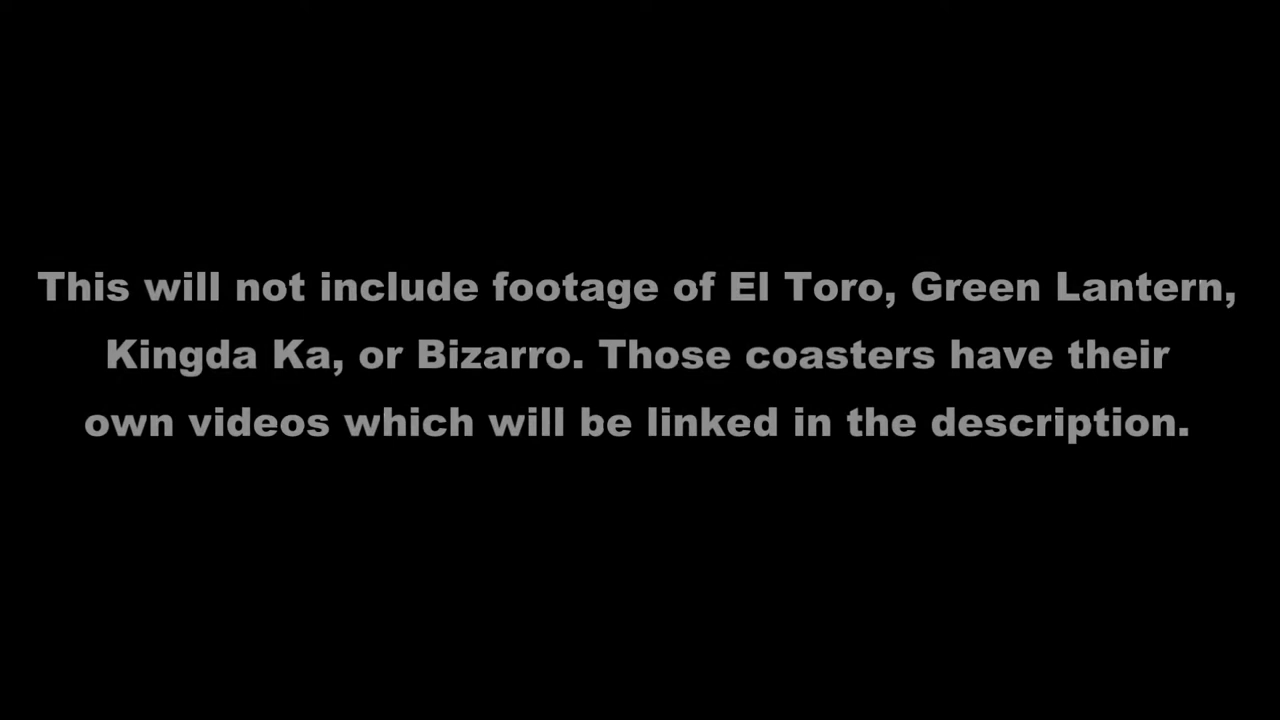 This will not include footage of El Toro, Green Lantern,
Kingda Ka, or Bizarro. Those coasters have their
own videos which will be linked in the description.